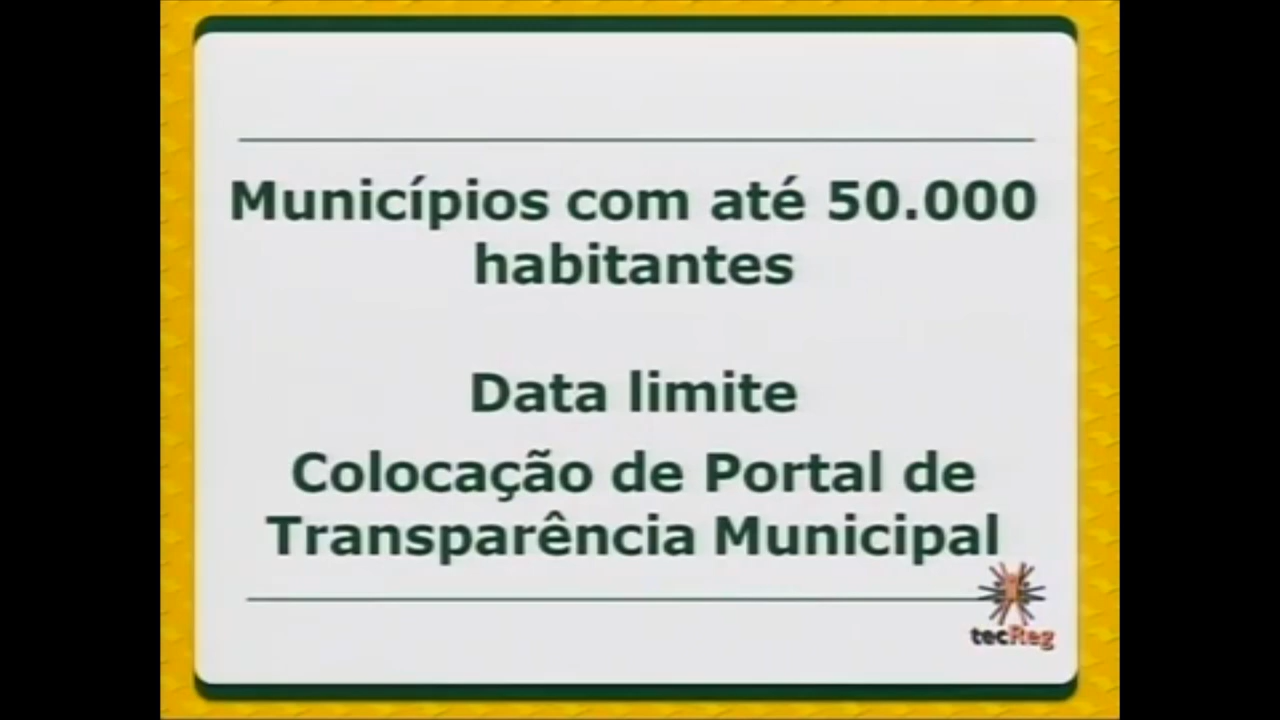 Municípios com até 50.000
habitantes
Data limite
Colocação de Portal de
Transparência Municipal
tecReg